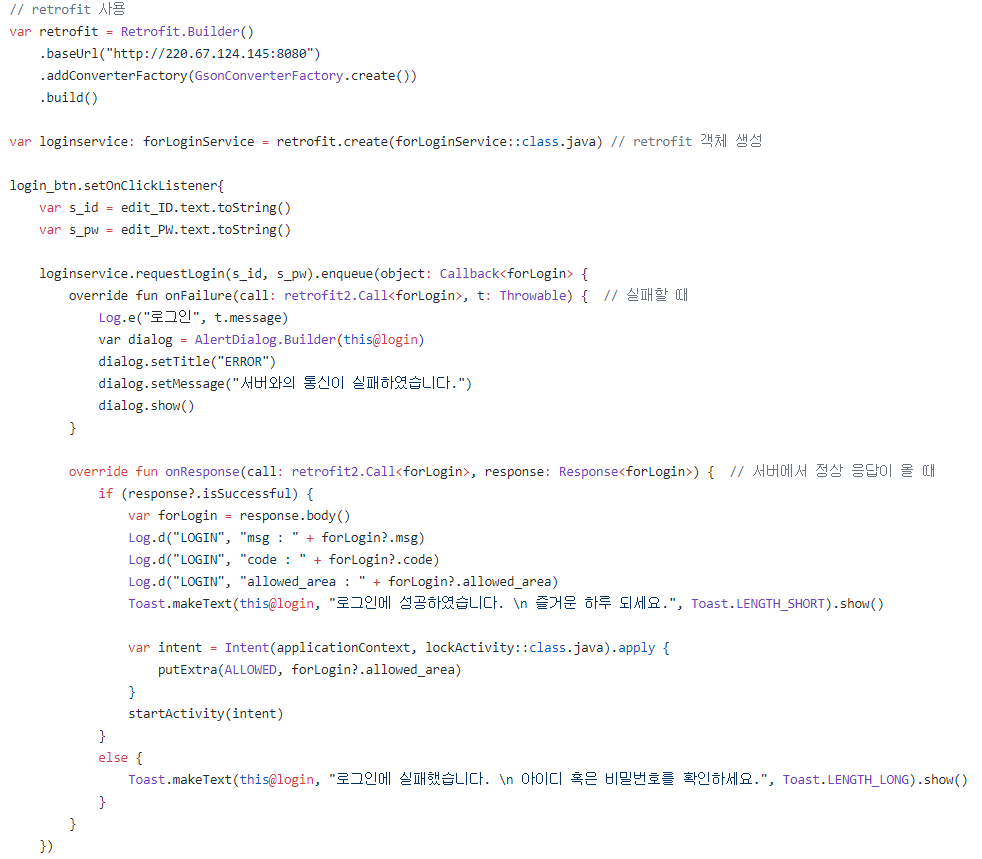 // retrofit 사용
var retrofit = Retrofit.Builder()
    .baseUrl("http://220.67.124.145:8080")
    .addConverterFactory(GsonConverterFactory.create())
    .build()

var loginservice: forLoginService = retrofit.create(forLoginService::class.java) // retrofit 객체 생성

login_btn.setOnClickListener{
    var s_id = edit_ID.text.toString()
    var s_pw = edit_PW.text.toString()

    loginservice.requestLogin(s_id, s_pw).enqueue(object: Callback<forLogin> {
        override fun onFailure(call: retrofit2.Call<forLogin>, t: Throwable) {  // 실패할 때
            Log.e("로그인", t.message)
            var dialog = AlertDialog.Builder(this@login)
            dialog.setTitle("ERROR")
            dialog.setMessage("서버와의 통신이 실패하였습니다.")
            dialog.show()
        }

        override fun onResponse(call: retrofit2.Call<forLogin>, response: Response<forLogin>) {  // 서버에서 정상 응답이 올 때
            if (response?.isSuccessful) {
                var forLogin = response.body()
                Log.d("LOGIN", "msg : " + forLogin?.msg)
                Log.d("LOGIN", "code : " + forLogin?.code)
                Log.d("LOGIN", "allowed_area : " + forLogin?.allowed_area)
                Toast.makeText(this@login, "로그인에 성공하였습니다. \n 즐거운 하루 되세요.", Toast.LENGTH_SHORT).show()

                var intent = Intent(applicationContext, lockActivity::class.java).apply {
                    putExtra(ALLOWED, forLogin?.allowed_area)
                }
                startActivity(intent)
            }
            else {
                Toast.makeText(this@login, "로그인에 실패했습니다. \n 아이디 혹은 비밀번호를 확인하세요.", Toast.LENGTH_LONG).show()
            }
        }
    })